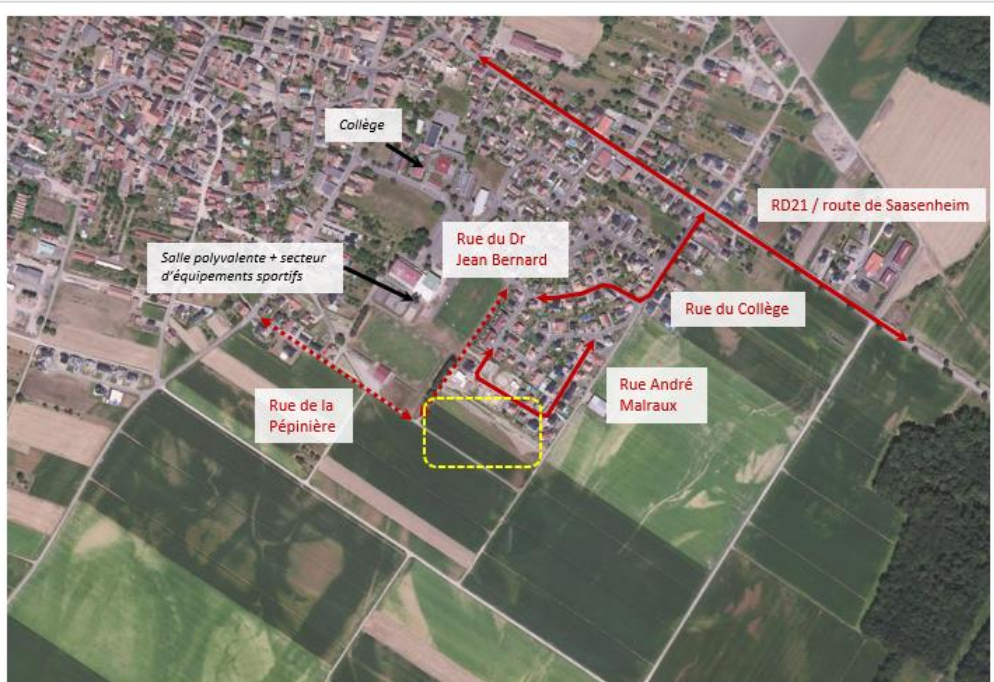 Collège
RD21 / route de Saasenheim
Rue du Dr
Jean Bernard
Salle polyvalente + secteur
d'équipements sportifs
Rue du Collège
Rue André
Malraux
Rue de la
Pépinière